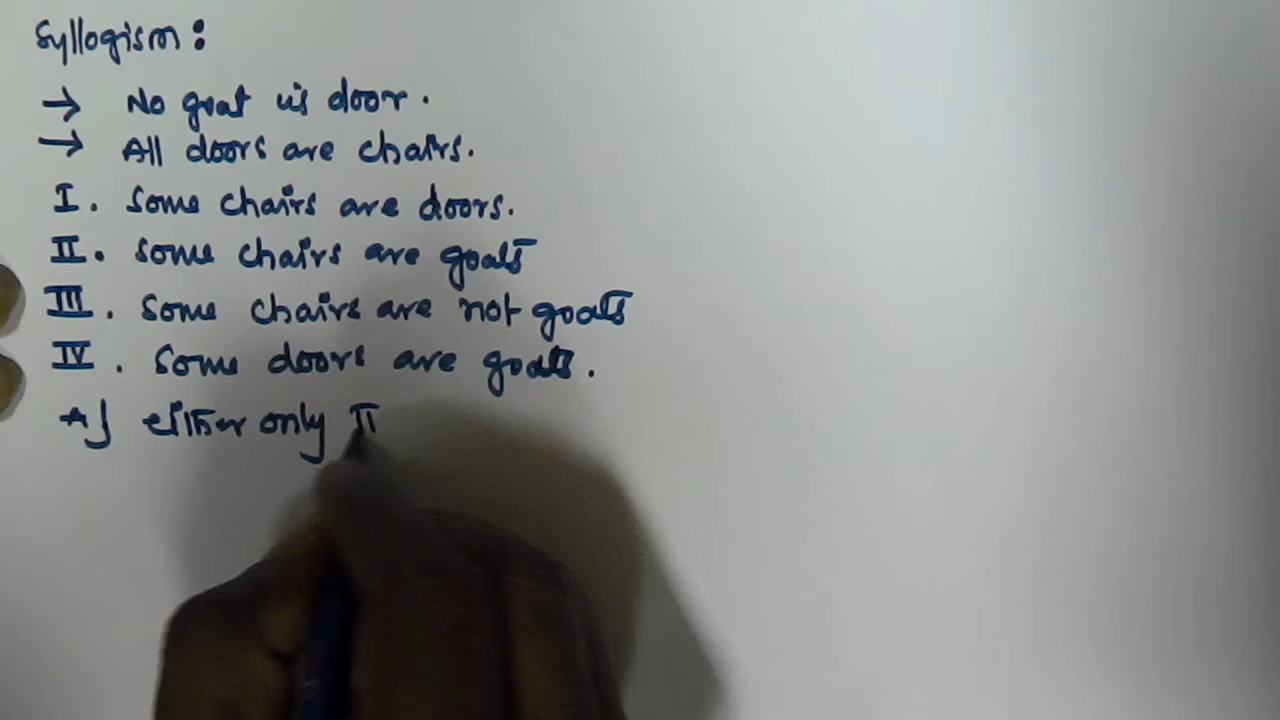 Syllogism:
→ No goat is door.
→ All doors are chairs.
I. Some chairs are doors.
II. Some chairs are goats
III. Some chairs are not goats
IV. Some doors are goats.
A] either only II